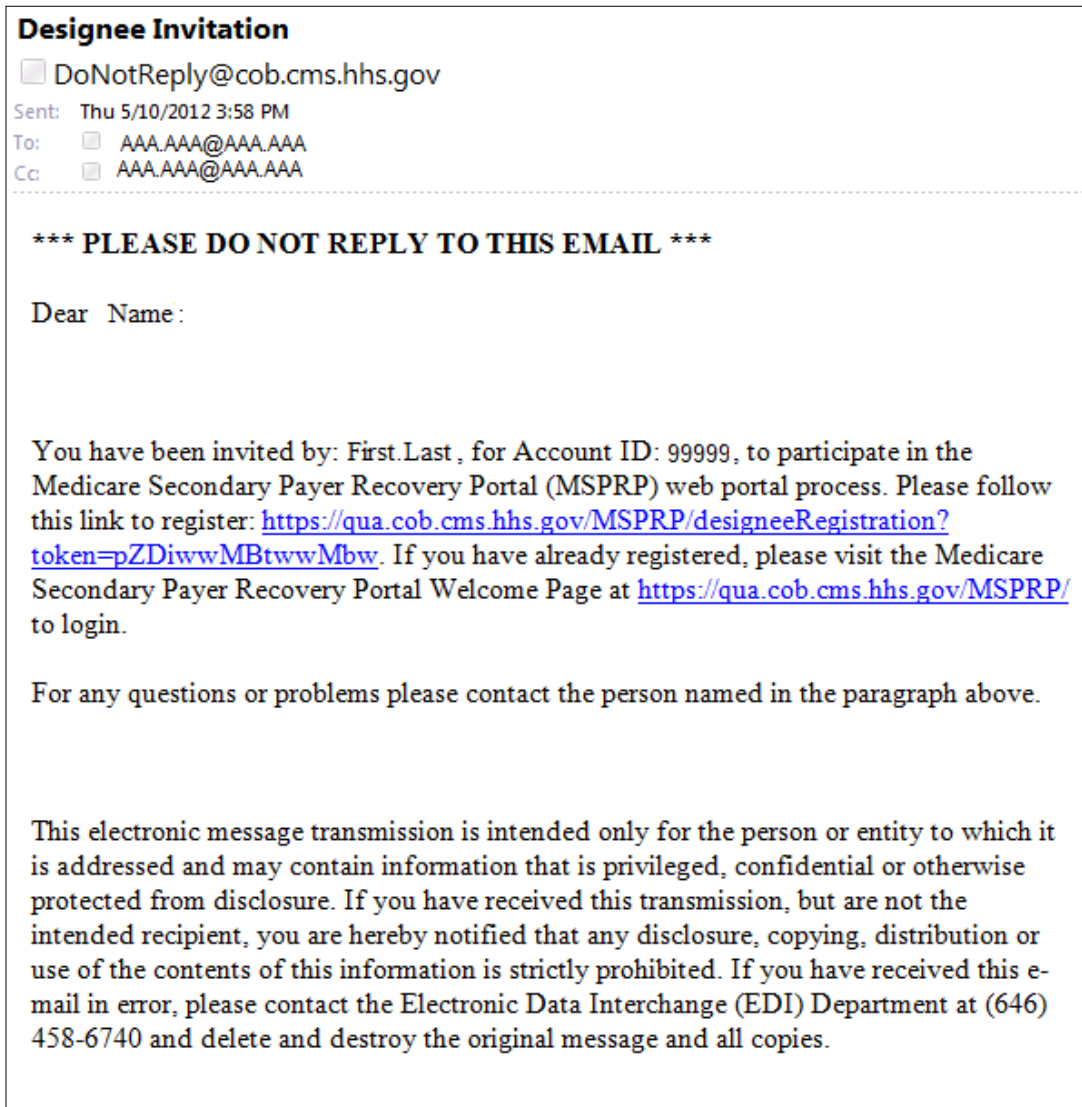 Designee Invitation
DoNotReply@cob.cms.hhs.gov
Sent: Thu 5/10/2012 3:58 PM
To: AAA.AAA@AAA.AAA
Cc: AAA.AAA@AAA.AAA
*** PLEASE DO NOT REPLY TO THIS EMAIL ***
Dear Name:
You have been invited by: First.Last, for Account ID: 99999, to participate in the
Medicare Secondary Payer Recovery Portal (MSPRP) web portal process. Please follow
this link to register: https://qua.cob.cms.hhs.gov/MSPRP/designeeRegistration?
token=pZDiwwMBtwwMbw. If you have already registered, please visit the Medicare
Secondary Payer Recovery Portal Welcome Page at https://qua.cob.cms.hhs.gov/MSPRP/
to login.
For any questions or problems please contact the person named in the paragraph above.
This electronic message transmission is intended only for the person or entity to which it
is addressed and may contain information that is privileged, confidential or otherwise
protected from disclosure. If you have received this transmission, but are not the
intended recipient, you are hereby notified that any disclosure, copying, distribution or
use of the contents of this information is strictly prohibited. If you have received this e-
mail in error, please contact the Electronic Data Interchange (EDI) Department at (646)
458-6740 and delete and destroy the original message and all copies.